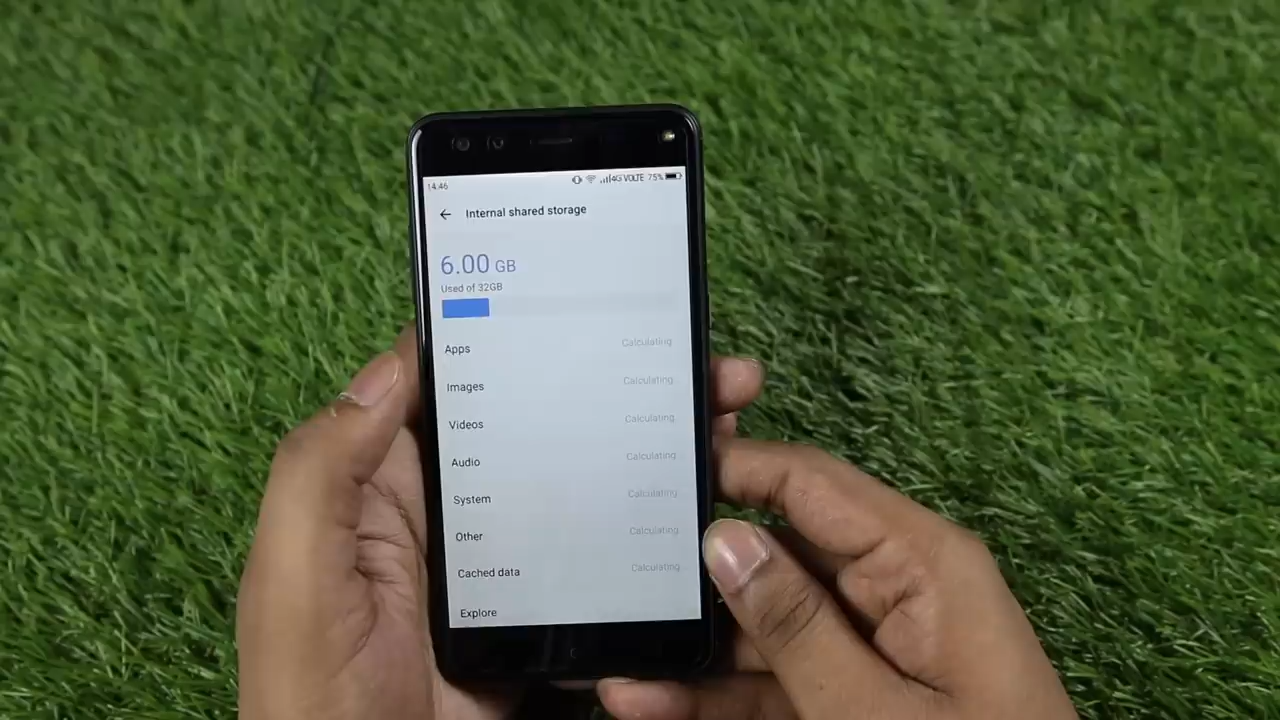 14:46 4G VOLTE 75%
Internal shared storage
6.00 GB
Used of 32GB
Apps Calculating
Images Calculating
Videos Calculating
Audio Calculating
System Calculating
Other Calculating
Cached data Calculating
Explore